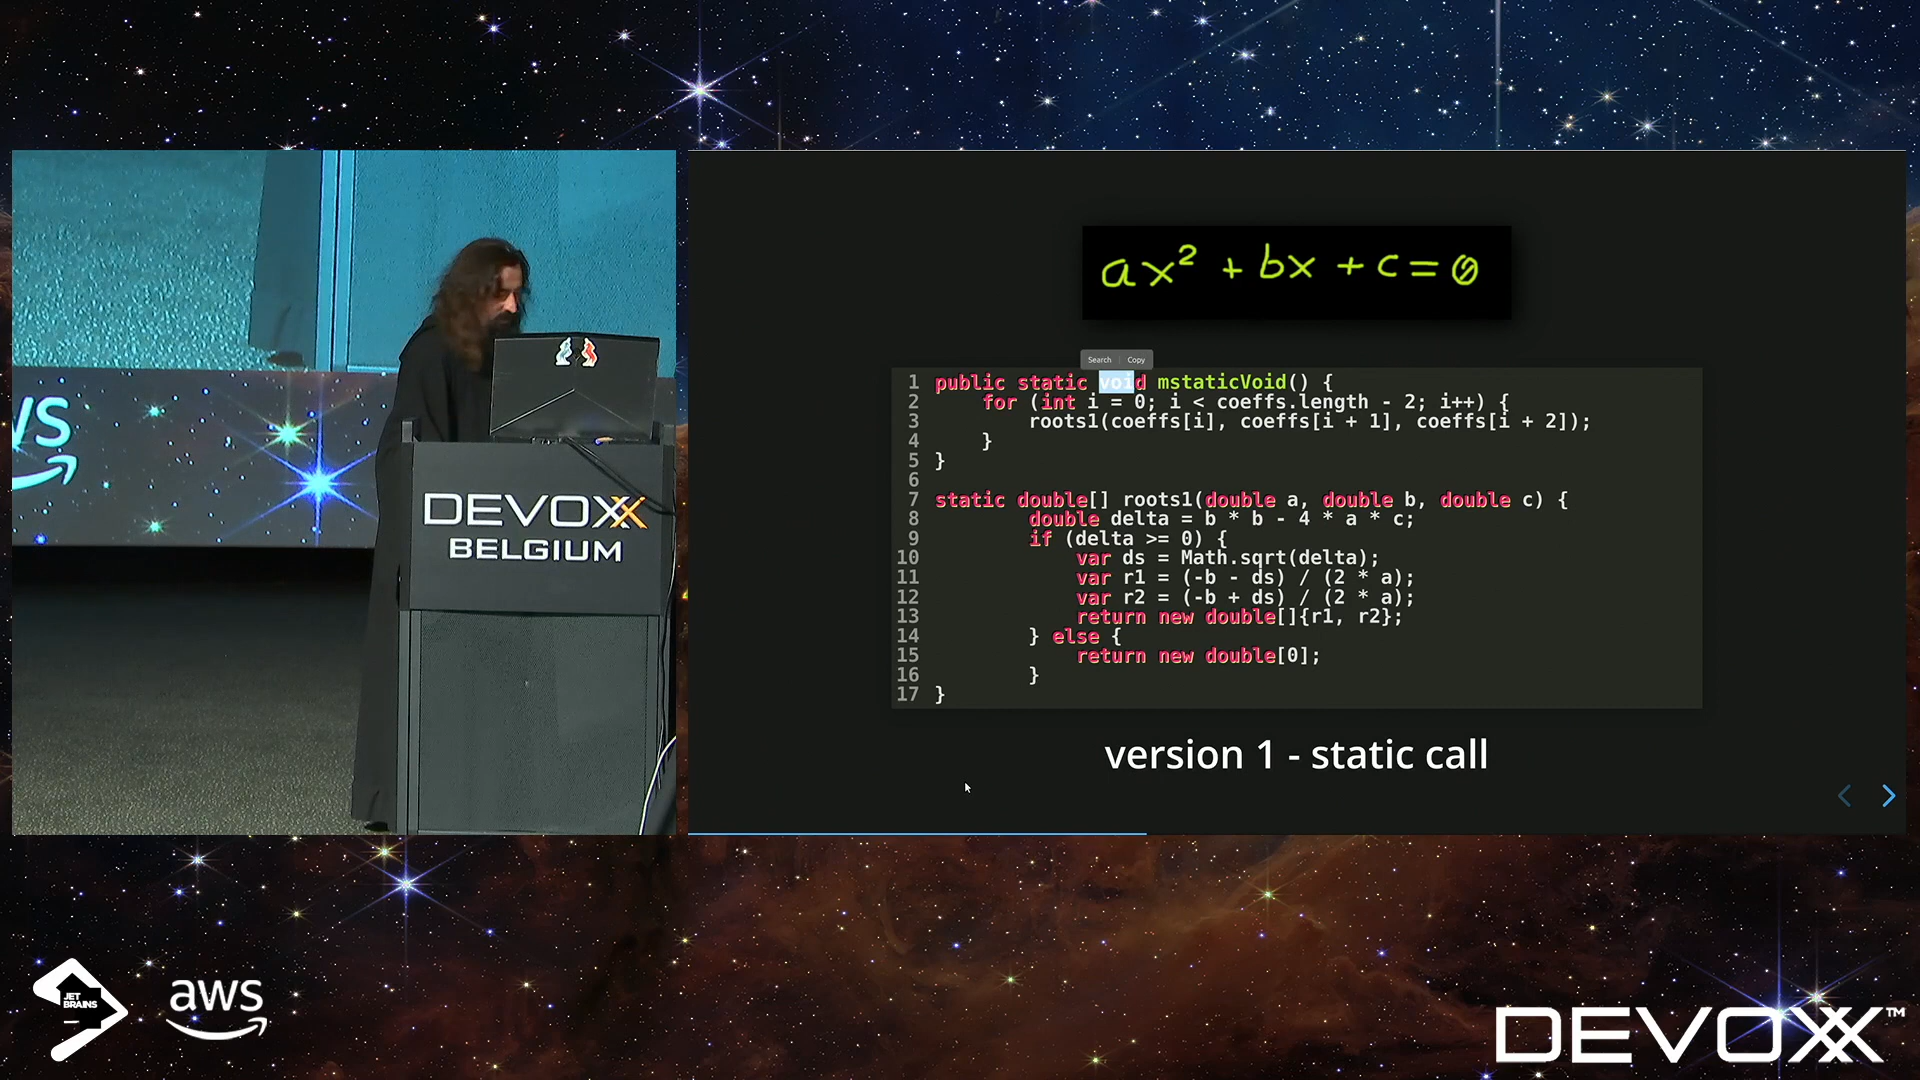 ax² + bx + c = 0
Search Copy
1 public static void mstaticVoid() {
2 for (int i = 0; i < coeffs.length - 2; i++) {
3 roots1(coeffs[i], coeffs[i + 1], coeffs[i + 2]);
4 }
5 }
6
7 static double[] roots1(double a, double b, double c) {
8 double delta = b * b - 4 * a * c;
9 if (delta >= 0) {
10 var ds = Math.sqrt(delta);
11 var r1 = (-b - ds) / (2 * a);
12 var r2 = (-b + ds) / (2 * a);
13 return new double[]{r1, r2};
14 } else {
15 return new double[0];
16 }
17 }
version 1 - static call
WS
DEVOXX
BELGIUM
JET
BRAINS
aws
DEVOXX™